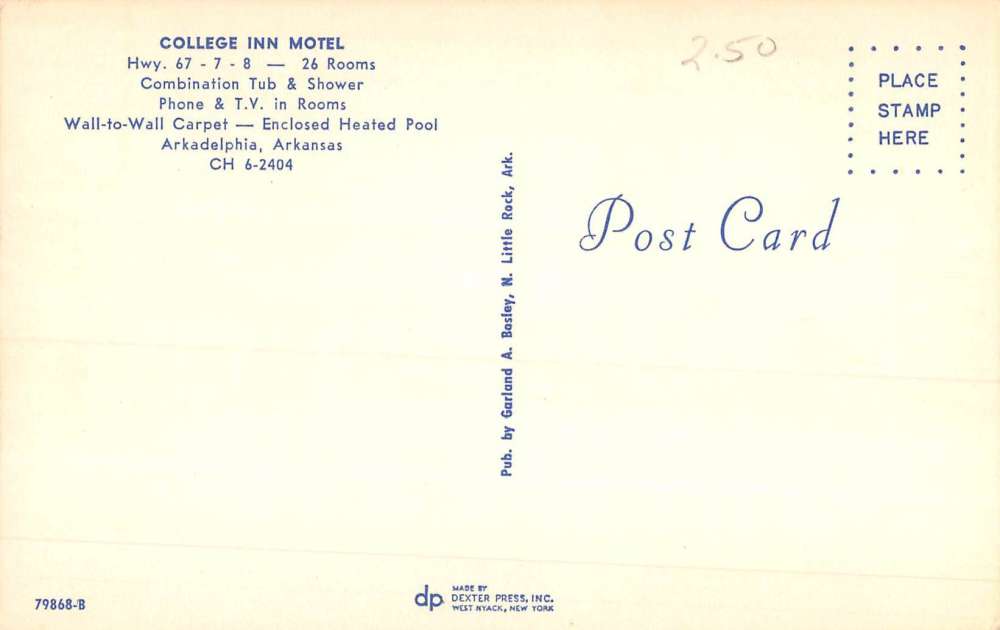 COLLEGE INN MOTEL
Hwy. 67 - 7 - 8 — 26 Rooms
Combination Tub & Shower
Phone & T.V. in Rooms
Wall-to-Wall Carpet — Enclosed Heated Pool
Arkadelphia, Arkansas
CH 6-2404
2.50
PLACE
STAMP
HERE
Post Card
Pub. by Garland A. Basley, N. Little Rock, Ark.
79868-B
dp
MADE BY
DEXTER PRESS, INC.
WEST NYACK, NEW YORK